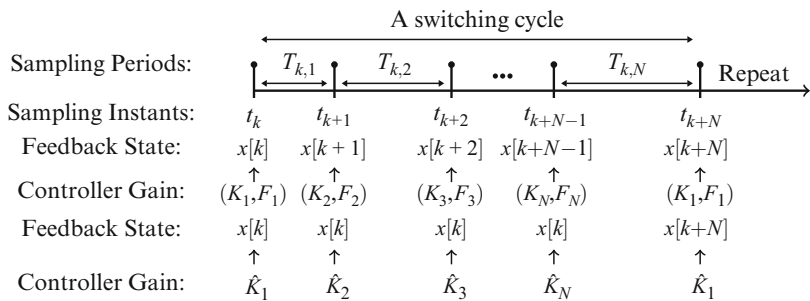 A switching cycle
Sampling Periods: T_{k,1} T_{k,2} ••• T_{k,N} Repeat
Sampling Instants: t_k t_{k+1} t_{k+2} t_{k+N−1} t_{k+N}
Feedback State: x[k] x[k + 1] x[k + 2] x[k+N−1] x[k+N]
Controller Gain: (K_1,F_1) (K_2,F_2) (K_3,F_3) (K_N,F_N) (K_1,F_1)
Feedback State: x[k] x[k] x[k] x[k] x[k+N]
Controller Gain: K̂_1 K̂_2 K̂_3 K̂_N K̂_1